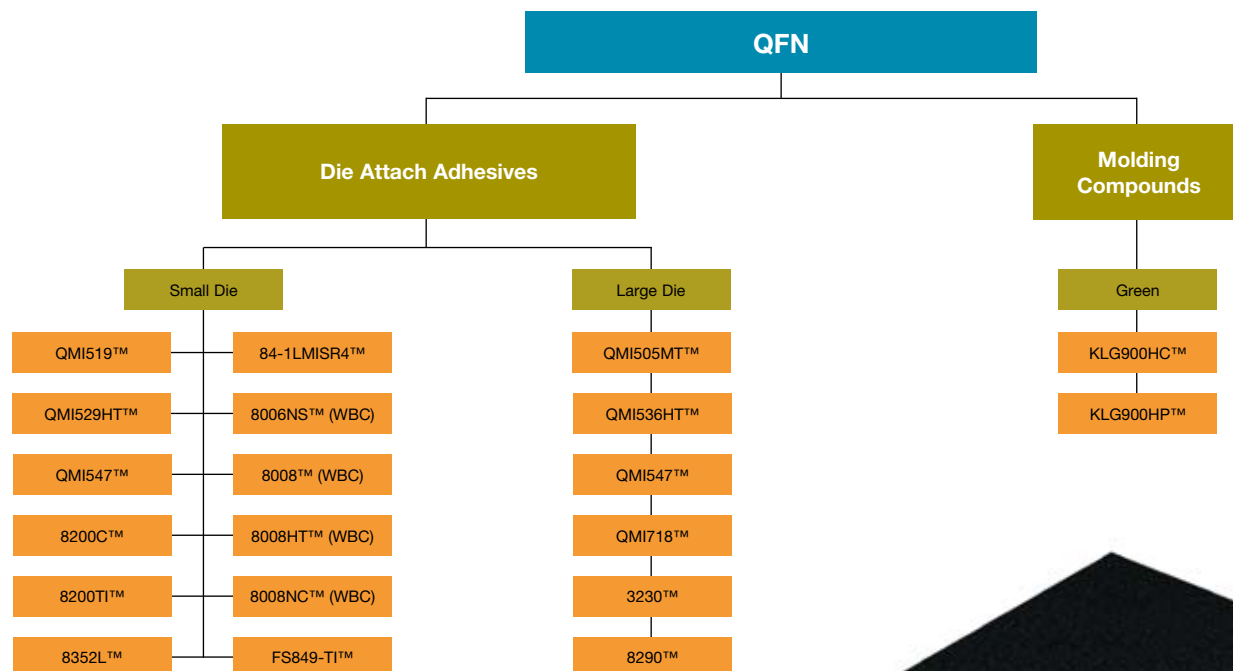 QFN
Die Attach Adhesives
Molding
Compounds
Small Die
Large Die
Green
QMI519™
84-1LMISR4™
QMI505MT™
KLG900HC™
QMI529HT™
8006NS™ (WBC)
QMI536HT™
KLG900HP™
QMI547™
8008™ (WBC)
QMI547™
8200C™
8008HT™ (WBC)
QMI718™
8200TI™
8008NC™ (WBC)
3230™
8352L™
FS849-TI™
8290™